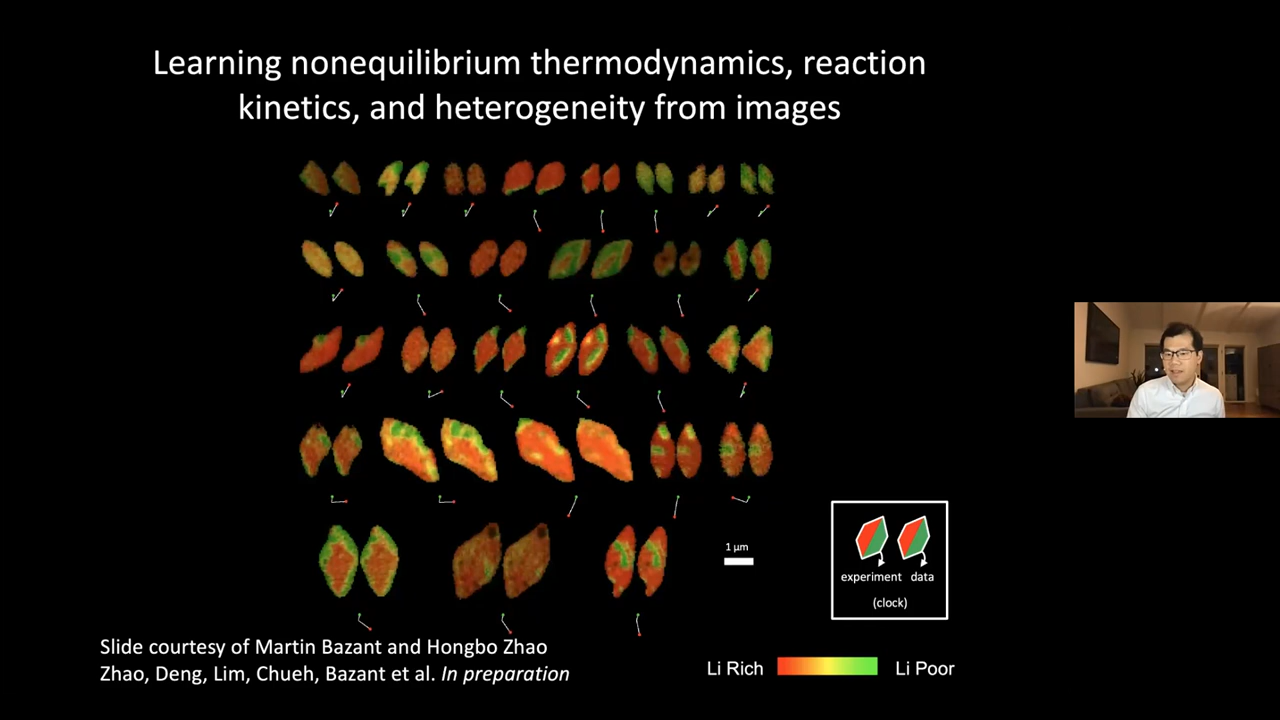 Learning nonequilibrium thermodynamics, reaction
kinetics, and heterogeneity from images
1 μm
experiment data
(clock)
Slide courtesy of Martin Bazant and Hongbo Zhao
Zhao, Deng, Lim, Chueh, Bazant et al. In preparation
Li Rich Li Poor